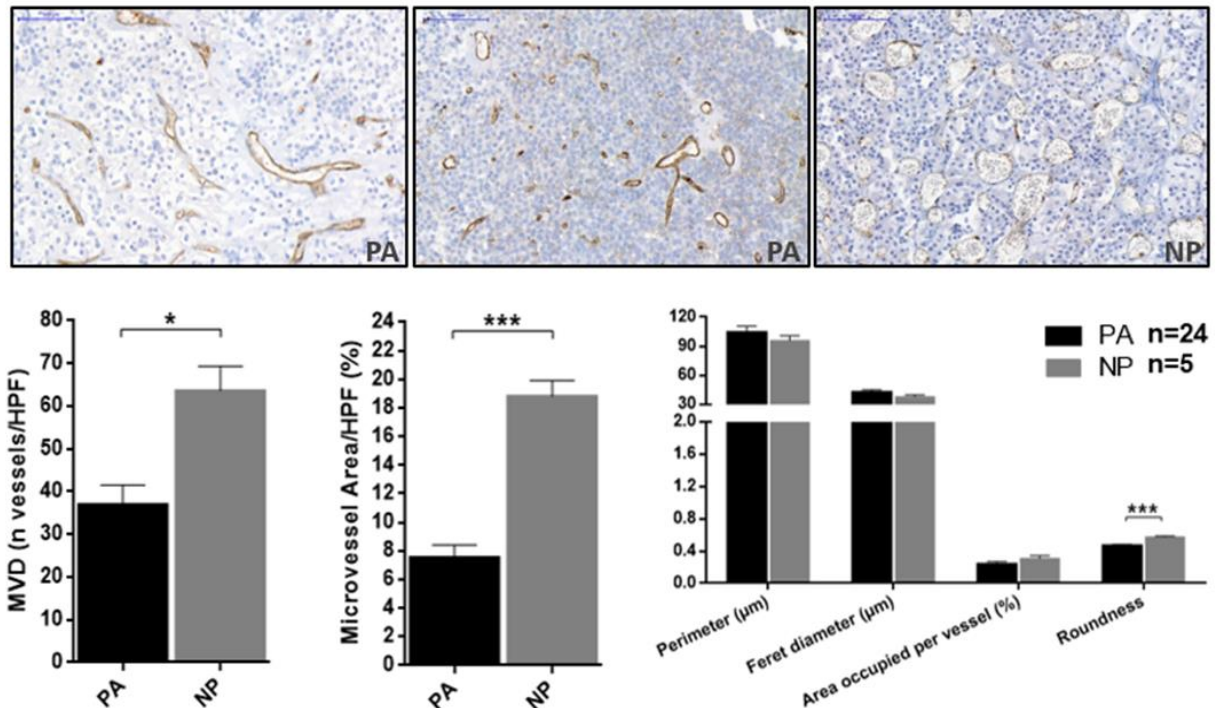 PA
PA
NP
MVD (n vessels/HPF)
80
70
60
50
40
30
20
10
0
*
PA
NP
Microvessel Area/HPF (%)
24
22
20
18
16
14
12
10
8
6
4
2
0
***
PA
NP
120
90
60
30
2.0
1.6
1.2
0.8
0.4
0.0
***
PA n=24
NP n=5
Perimeter (µm)
Feret diameter (µm)
Area occupied per vessel (%)
Roundness